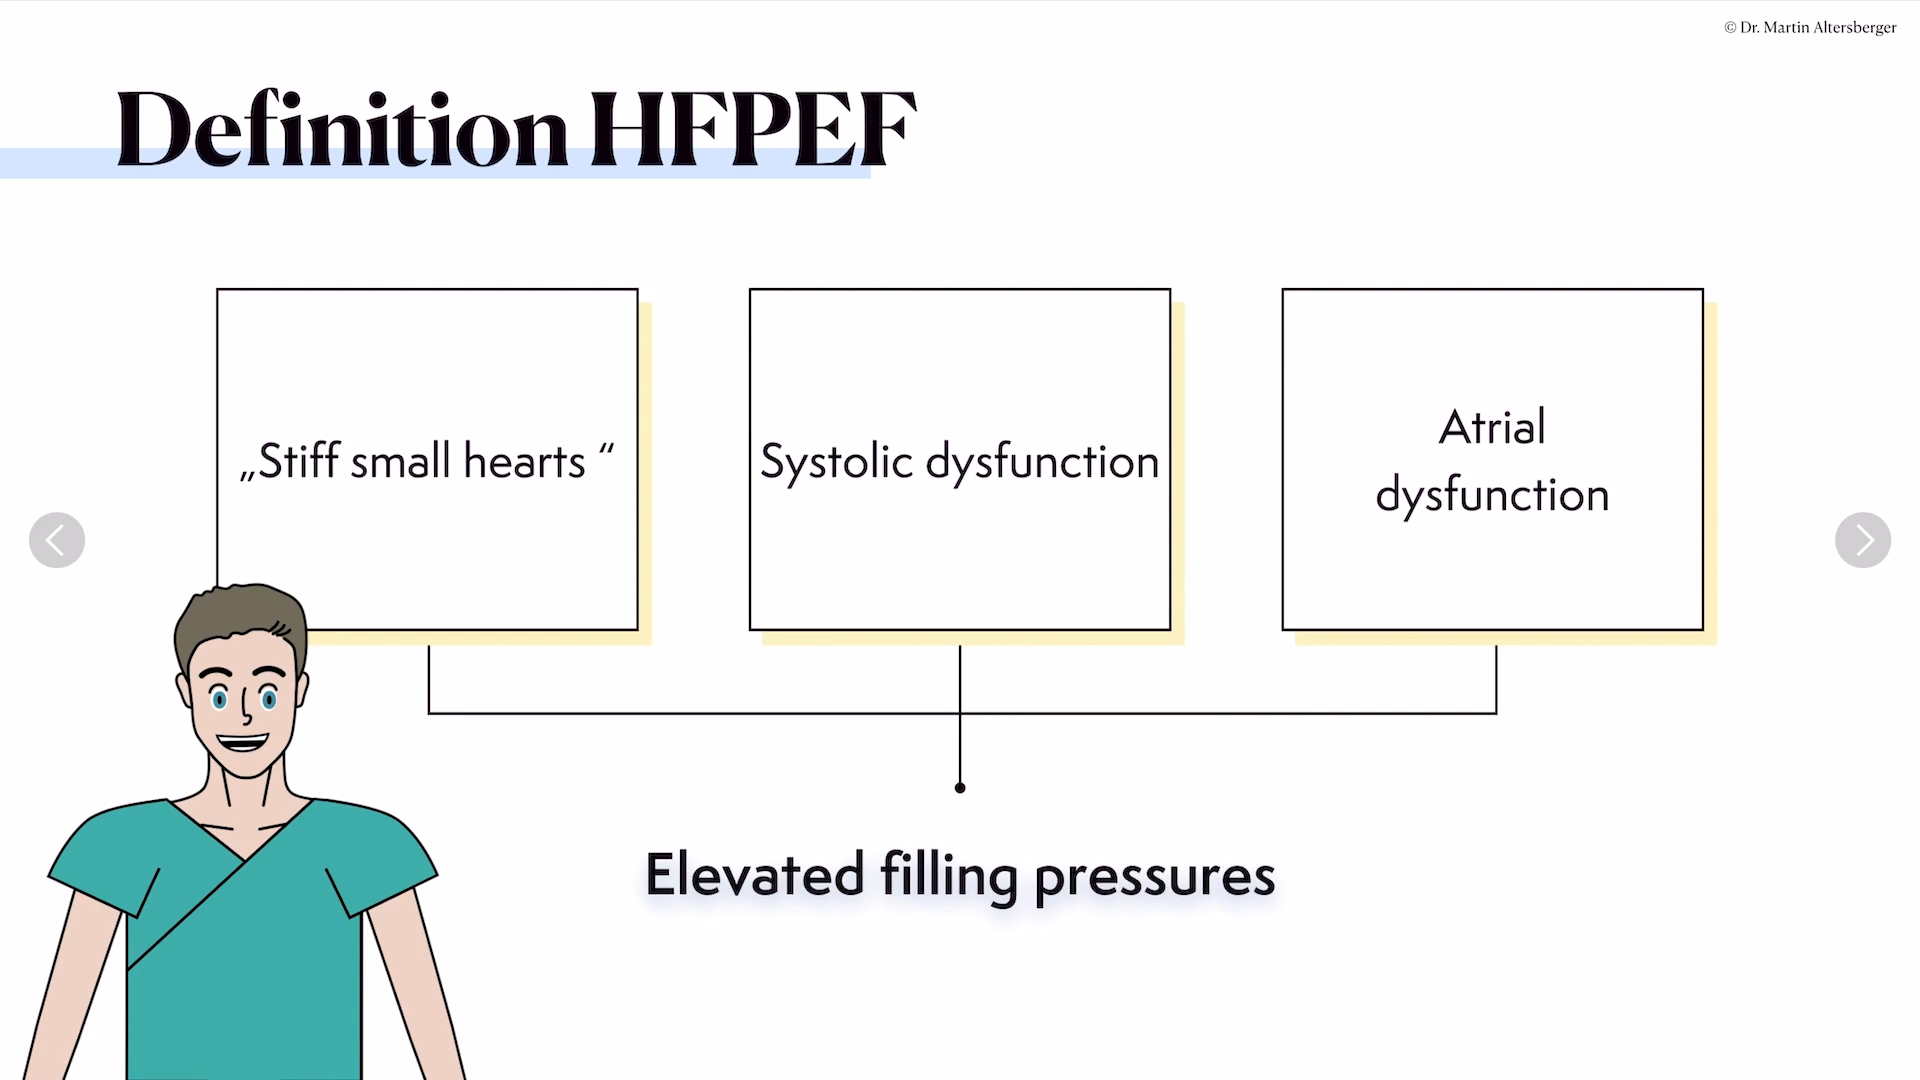 © Dr. Martin Altersberger
Definition HFPEF
„Stiff small hearts “
Systolic dysfunction
Atrial
dysfunction
Elevated filling pressures